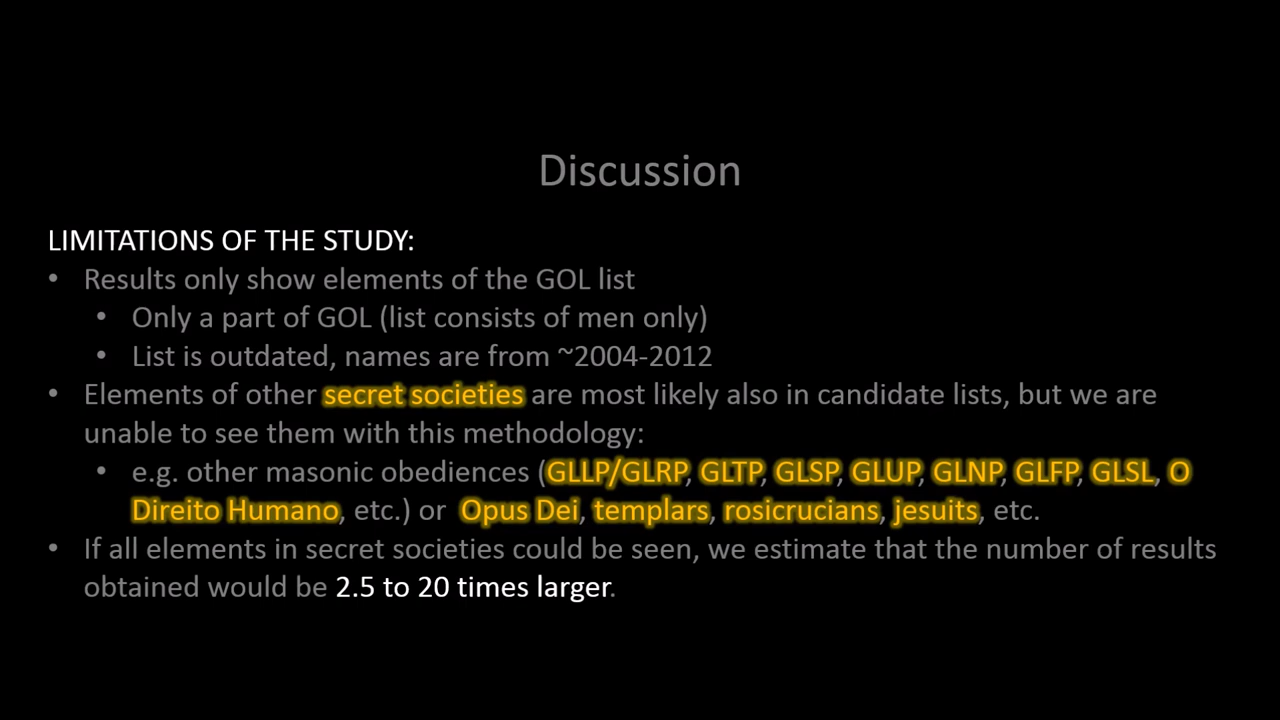 Discussion
LIMITATIONS OF THE STUDY:
• Results only show elements of the GOL list
• Only a part of GOL (list consists of men only)
• List is outdated, names are from ~2004-2012
• Elements of other secret societies are most likely also in candidate lists, but we are
unable to see them with this methodology:
• e.g. other masonic obediences (GLLP/GLRP, GLTP, GLSP, GLUP, GLNP, GLFP, GLSL, O
Direito Humano, etc.) or Opus Dei, templars, rosicrucians, jesuits, etc.
• If all elements in secret societies could be seen, we estimate that the number of results
obtained would be 2.5 to 20 times larger.